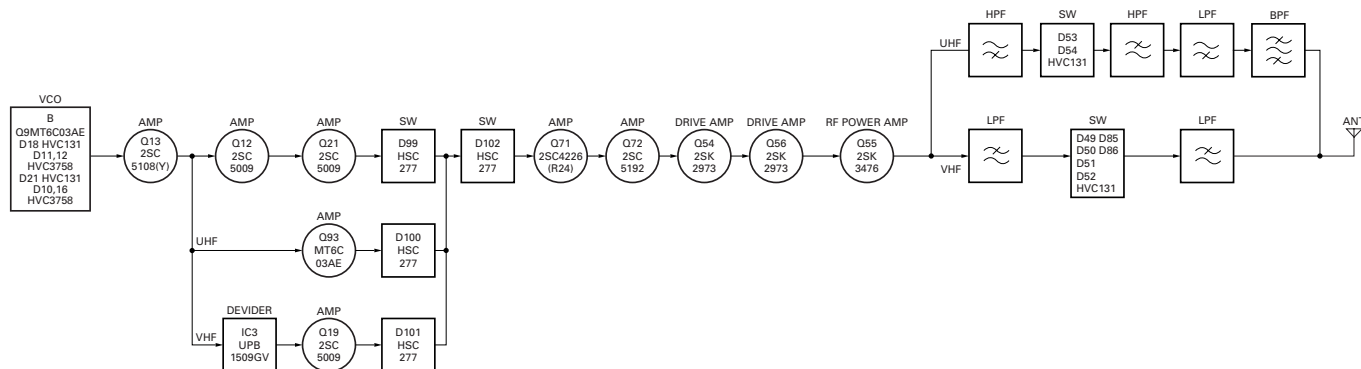 HPF
SW
HPF
LPF
BPF
UHF
D53
D54
HVC131
VCO
B
Q9MT6C03AE
D18 HVC131
D11,12
HVC3758
D21 HVC131
D10,16
HVC3758
AMP
Q13
2SC
5108(Y)
AMP
Q12
2SC
5009
AMP
Q21
2SC
5009
SW
D99
HSC
277
SW
D102
HSC
277
AMP
Q71
2SC4226
(R24)
AMP
Q72
2SC
5192
DRIVE AMP
Q54
2SK
2973
DRIVE AMP
Q56
2SK
2973
RF POWER AMP
Q55
2SK
3476
VHF
LPF
SW
D49 D85
D50 D86
D51
D52
HVC131
LPF
ANT
UHF
AMP
Q93
MT6C
03AE
D100
HSC
277
VHF
DEVIDER
IC3
UPB
1509GV
AMP
Q19
2SC
5009
D101
HSC
277